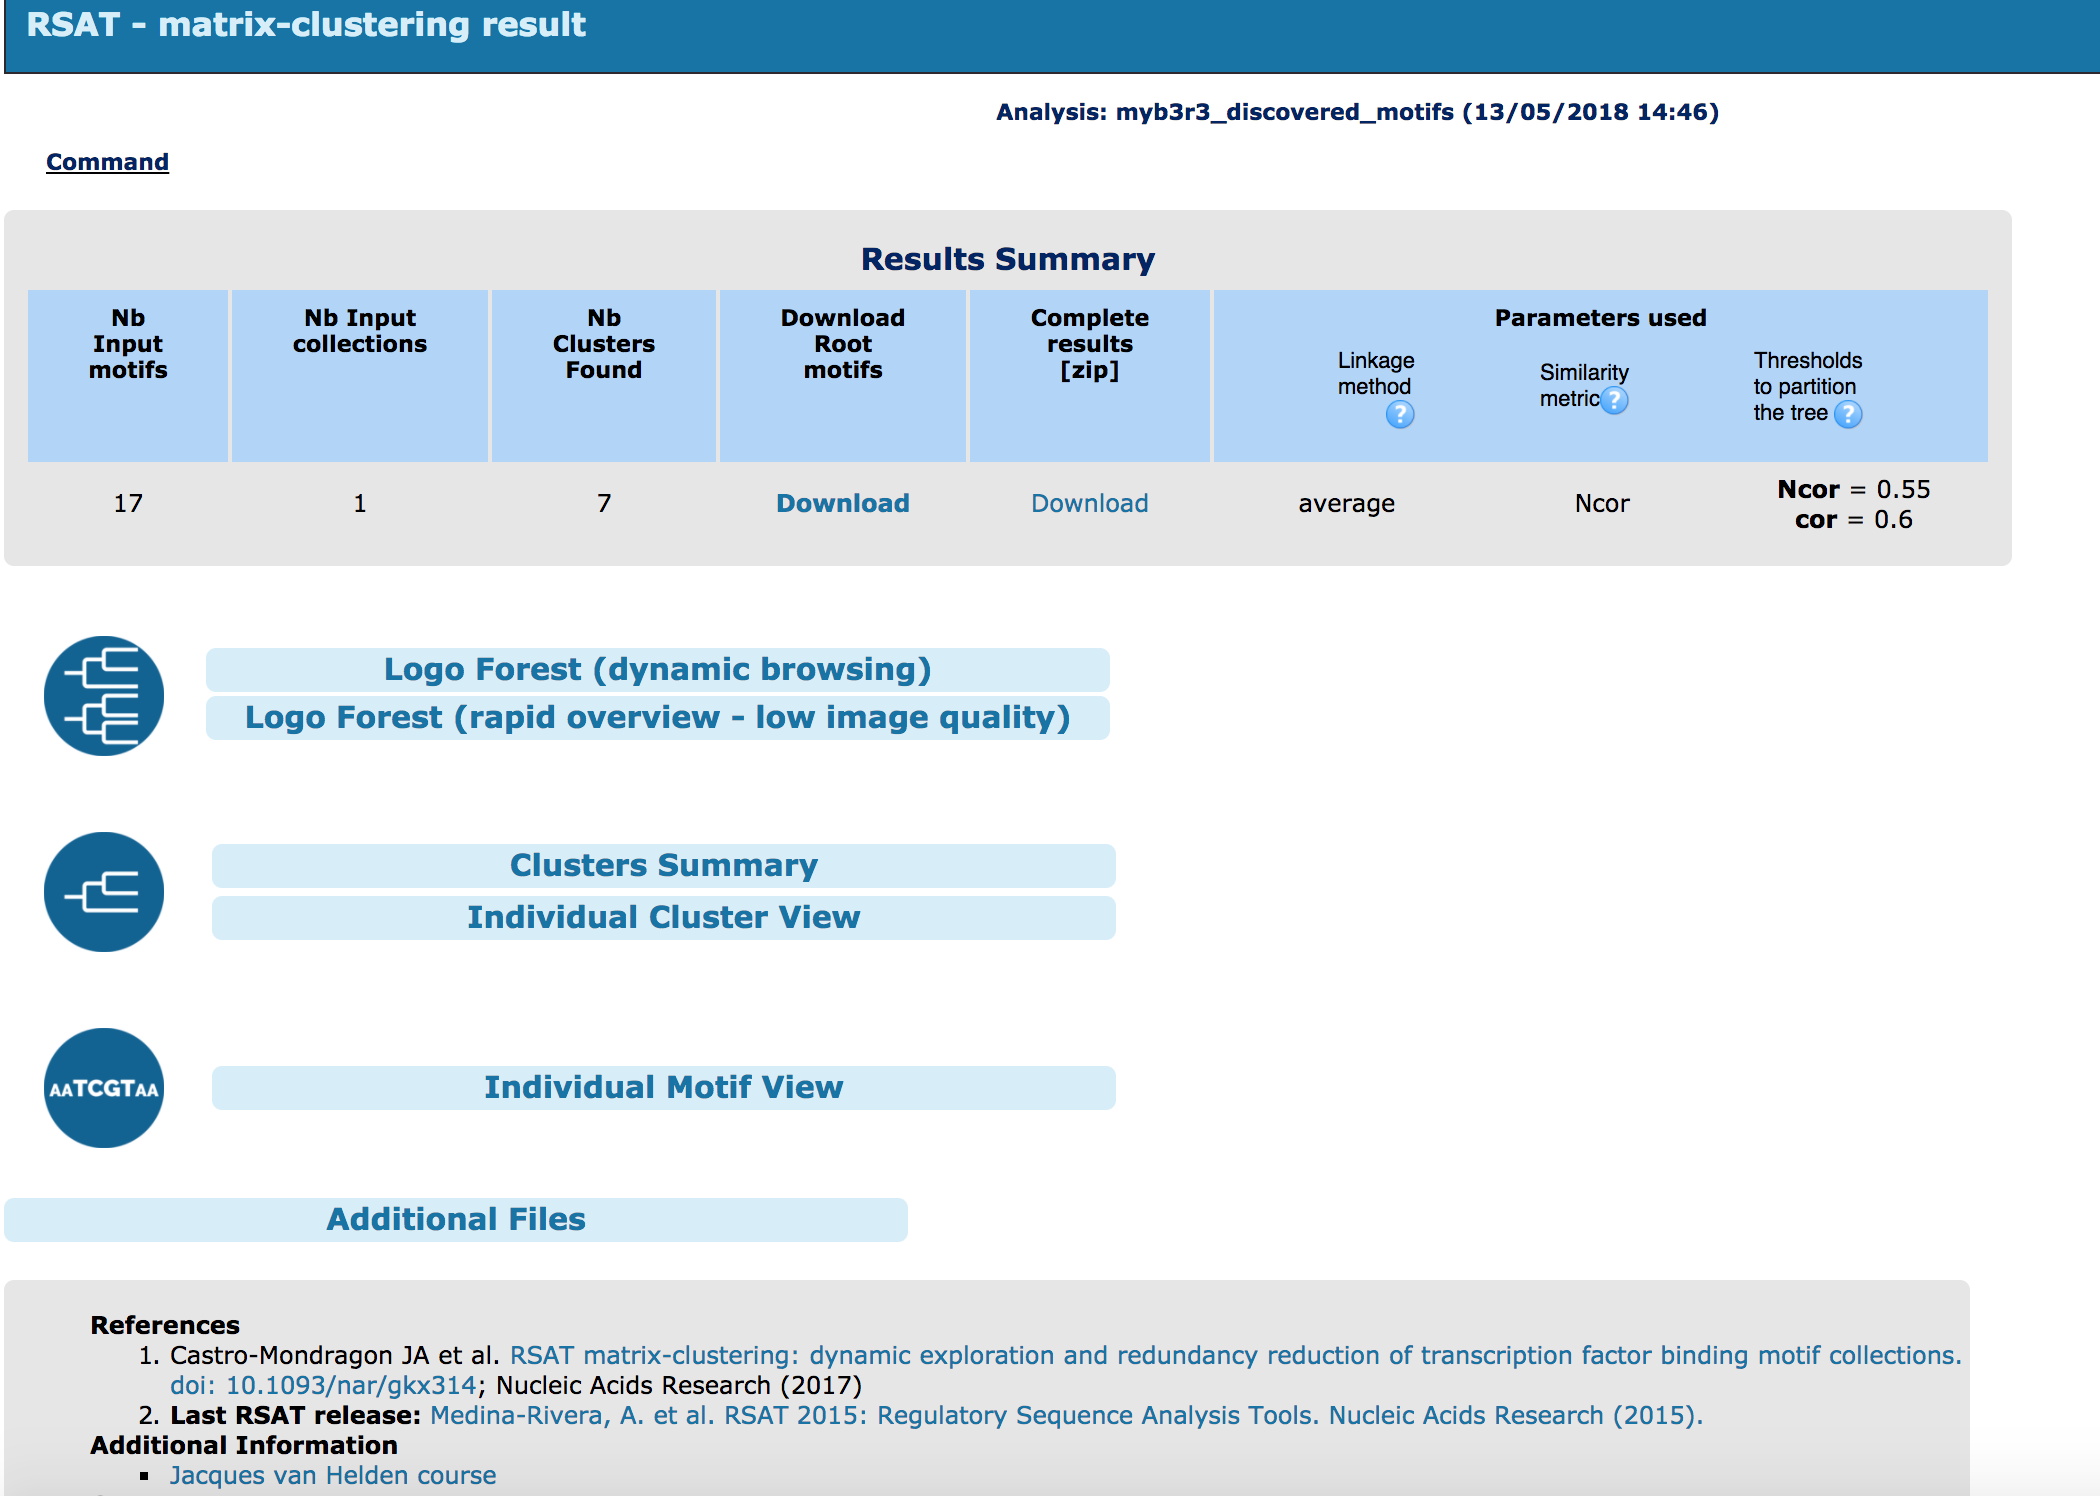 RSAT - matrix-clustering result
Analysis: myb3r3_discovered_motifs (13/05/2018 14:46)
Command
Results Summary
Nb Input motifs
Nb Input collections
Nb Clusters Found
Download Root motifs
Complete results [zip]
Parameters used
Linkage method ?
Similarity metric ?
Thresholds to partition the tree ?
17
1
7
Download
Download
average
Ncor
Ncor = 0.55
cor = 0.6
Logo Forest (dynamic browsing)
Logo Forest (rapid overview - low image quality)
Clusters Summary
Individual Cluster View
AATCGTAA
Individual Motif View
Additional Files
References
1. Castro-Mondragon JA et al. RSAT matrix-clustering: dynamic exploration and redundancy reduction of transcription factor binding motif collections.
doi: 10.1093/nar/gkx314; Nucleic Acids Research (2017)
2. Last RSAT release: Medina-Rivera, A. et al. RSAT 2015: Regulatory Sequence Analysis Tools. Nucleic Acids Research (2015).
Additional Information
▪ Jacques van Helden course